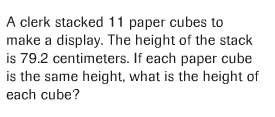 A clerk stacked 11 paper cubes to
make a display. The height of the stack
is 79.2 centimeters. If each paper cube
is the same height, what is the height of
each cube?